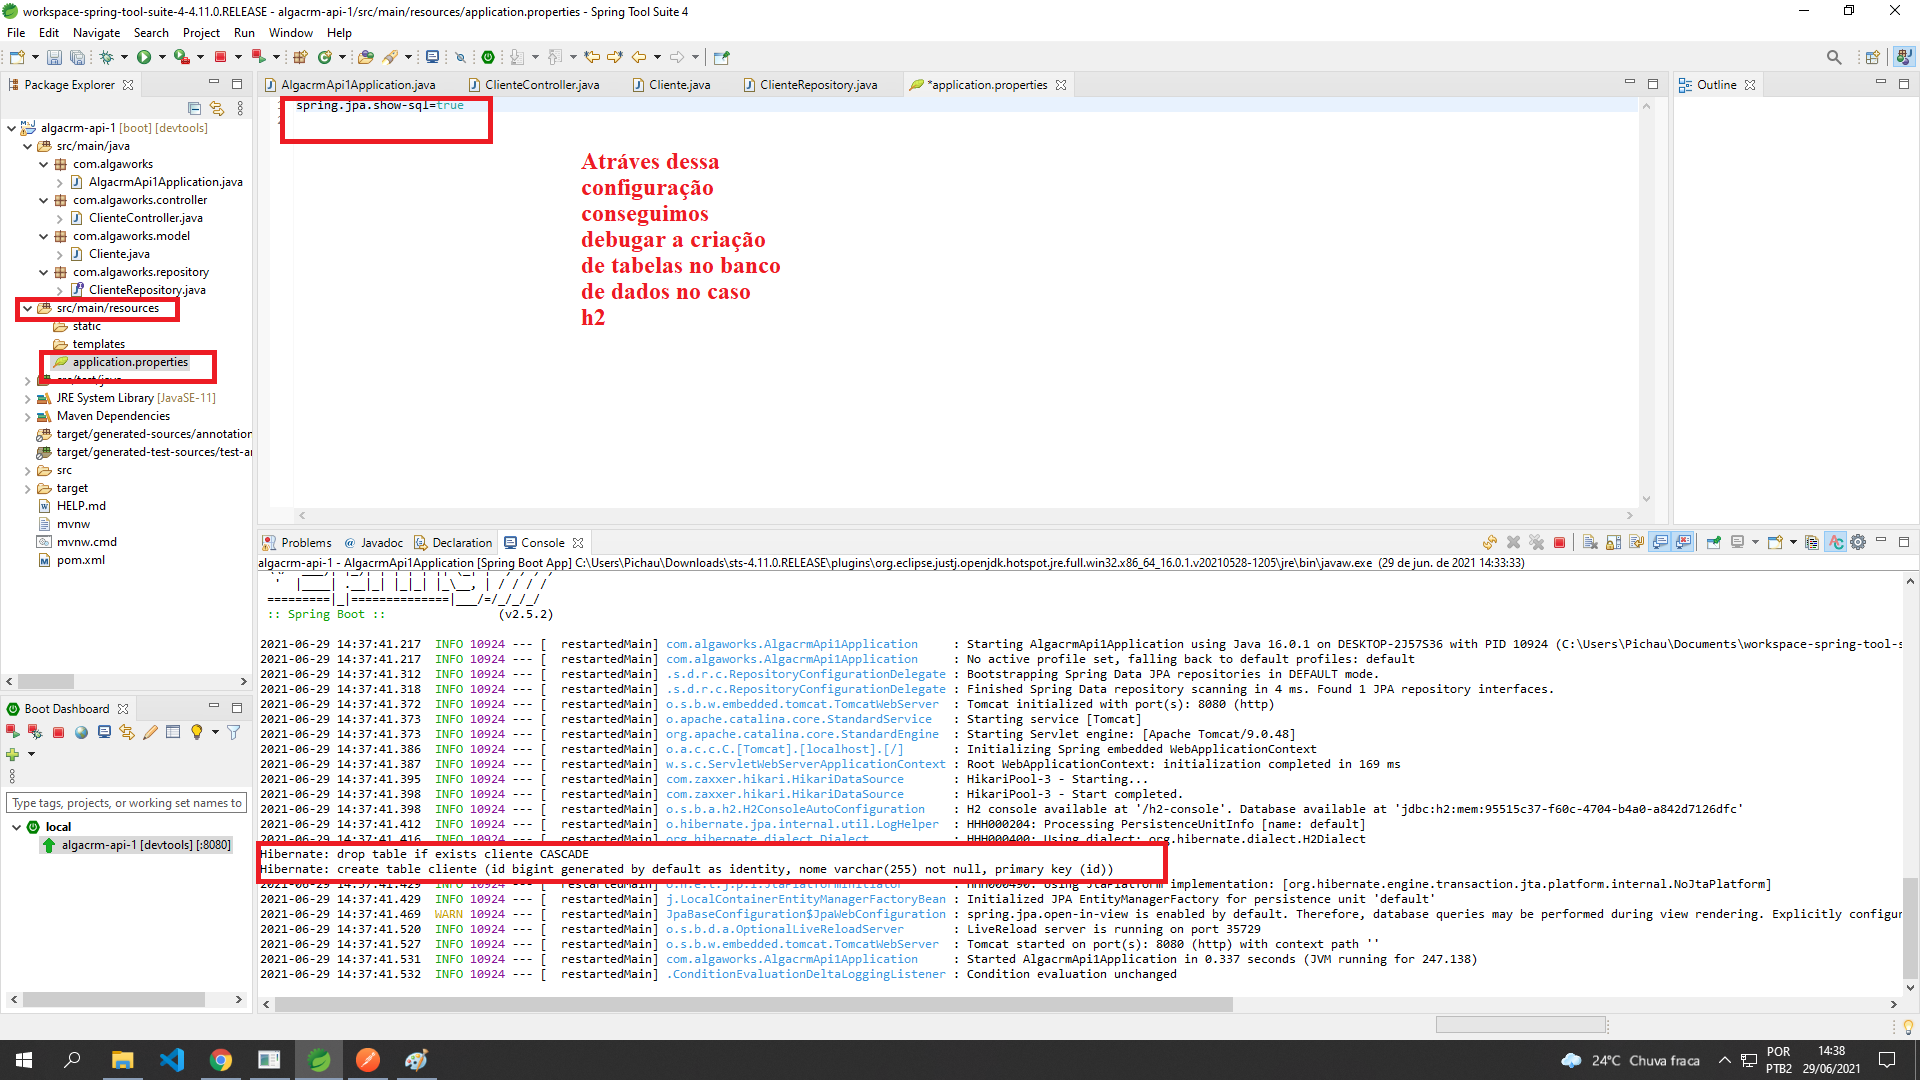 workspace-spring-tool-suite-4-4.11.0.RELEASE - algacrm-api-1/src/main/resources/application.properties - Spring Tool Suite 4
File Edit Navigate Search Project Run Window Help
Package Explorer
algacrm-api-1 [boot] [devtools]
src/main/java
com.algaworks
AlgacrmApi1Application.java
com.algaworks.controller
ClienteController.java
com.algaworks.model
Cliente.java
com.algaworks.repository
ClienteRepository.java
src/main/resources
static
templates
application.properties
src/test/java
JRE System Library [JavaSE-11]
Maven Dependencies
target/generated-sources/annotation
target/generated-test-sources/test-a
src
target
HELP.md
mvnw
mvnw.cmd
pom.xml
AlgacrmApi1Application.java ClienteController.java Cliente.java ClienteRepository.java *application.properties
spring.jpa.show-sql=true
Atráves dessa
configuração
conseguimos
debugar a criação
de tabelas no banco
de dados no caso
h2
Outline
Boot Dashboard
Type tags, projects, or working set names to
local
algacrm-api-1 [devtools] [:8080]
Problems @ Javadoc Declaration Console
algacrm-api-1 - AlgacrmApi1Application [Spring Boot App] C:\Users\Pichau\Downloads\sts-4.11.0.RELEASE\plugins\org.eclipse.justj.openjdk.hotspot.jre.full.win32.x86_64_16.0.1.v20210528-1205\jre\bin\javaw.exe (29 de jun. de 2021 14:33:33)
  '  |____| .__|_| |_|_| |_\__, | / / / /
 =========|_|==============|___/=/_/_/_/
 :: Spring Boot ::                (v2.5.2)
2021-06-29 14:37:41.217 INFO 10924 --- [ restartedMain] com.algaworks.AlgacrmApi1Application : Starting AlgacrmApi1Application using Java 16.0.1 on DESKTOP-2J57S36 with PID 10924 (C:\Users\Pichau\Documents\workspace-spring-tool-s
2021-06-29 14:37:41.217 INFO 10924 --- [ restartedMain] com.algaworks.AlgacrmApi1Application : No active profile set, falling back to default profiles: default
2021-06-29 14:37:41.312 INFO 10924 --- [ restartedMain] .s.d.r.c.RepositoryConfigurationDelegate : Bootstrapping Spring Data JPA repositories in DEFAULT mode.
2021-06-29 14:37:41.318 INFO 10924 --- [ restartedMain] .s.d.r.c.RepositoryConfigurationDelegate : Finished Spring Data repository scanning in 4 ms. Found 1 JPA repository interfaces.
2021-06-29 14:37:41.372 INFO 10924 --- [ restartedMain] o.s.b.w.embedded.tomcat.TomcatWebServer : Tomcat initialized with port(s): 8080 (http)
2021-06-29 14:37:41.373 INFO 10924 --- [ restartedMain] o.apache.catalina.core.StandardService : Starting service [Tomcat]
2021-06-29 14:37:41.373 INFO 10924 --- [ restartedMain] org.apache.catalina.core.StandardEngine : Starting Servlet engine: [Apache Tomcat/9.0.48]
2021-06-29 14:37:41.386 INFO 10924 --- [ restartedMain] o.a.c.c.C.[Tomcat].[localhost].[/] : Initializing Spring embedded WebApplicationContext
2021-06-29 14:37:41.387 INFO 10924 --- [ restartedMain] w.s.c.ServletWebServerApplicationContext : Root WebApplicationContext: initialization completed in 169 ms
2021-06-29 14:37:41.395 INFO 10924 --- [ restartedMain] com.zaxxer.hikari.HikariDataSource : HikariPool-3 - Starting...
2021-06-29 14:37:41.398 INFO 10924 --- [ restartedMain] com.zaxxer.hikari.HikariDataSource : HikariPool-3 - Start completed.
2021-06-29 14:37:41.398 INFO 10924 --- [ restartedMain] o.s.b.a.h2.H2ConsoleAutoConfiguration : H2 console available at '/h2-console'. Database available at 'jdbc:h2:mem:95515c37-f60c-4704-b4a0-a842d7126dfc'
2021-06-29 14:37:41.412 INFO 10924 --- [ restartedMain] o.hibernate.jpa.internal.util.LogHelper : HHH000204: Processing PersistenceUnitInfo [name: default]
2021-06-29 14:37:41.416 INFO 10924 --- [ restartedMain] org.hibernate.dialect.Dialect : HHH000400: Using dialect: org.hibernate.dialect.H2Dialect
Hibernate: drop table if exists cliente CASCADE
Hibernate: create table cliente (id bigint generated by default as identity, nome varchar(255) not null, primary key (id))
2021-06-29 14:37:41.429 INFO 10924 --- [ restartedMain] o.h.e.t.j.p.i.JtaPlatformInitiator : HHH000490: Using JtaPlatform implementation: [org.hibernate.engine.transaction.jta.platform.internal.NoJtaPlatform]
2021-06-29 14:37:41.429 INFO 10924 --- [ restartedMain] j.LocalContainerEntityManagerFactoryBean : Initialized JPA EntityManagerFactory for persistence unit 'default'
2021-06-29 14:37:41.469 WARN 10924 --- [ restartedMain] JpaBaseConfiguration$JpaWebConfiguration : spring.jpa.open-in-view is enabled by default. Therefore, database queries may be performed during view rendering. Explicitly configur
2021-06-29 14:37:41.520 INFO 10924 --- [ restartedMain] o.s.b.d.a.OptionalLiveReloadServer : LiveReload server is running on port 35729
2021-06-29 14:37:41.527 INFO 10924 --- [ restartedMain] o.s.b.w.embedded.tomcat.TomcatWebServer : Tomcat started on port(s): 8080 (http) with context path ''
2021-06-29 14:37:41.531 INFO 10924 --- [ restartedMain] com.algaworks.AlgacrmApi1Application : Started AlgacrmApi1Application in 0.337 seconds (JVM running for 247.138)
2021-06-29 14:37:41.532 INFO 10924 --- [ restartedMain] .ConditionEvaluationDeltaLoggingListener : Condition evaluation unchanged
24°C Chuva fraca
POR
PTB2
14:38
29/06/2021